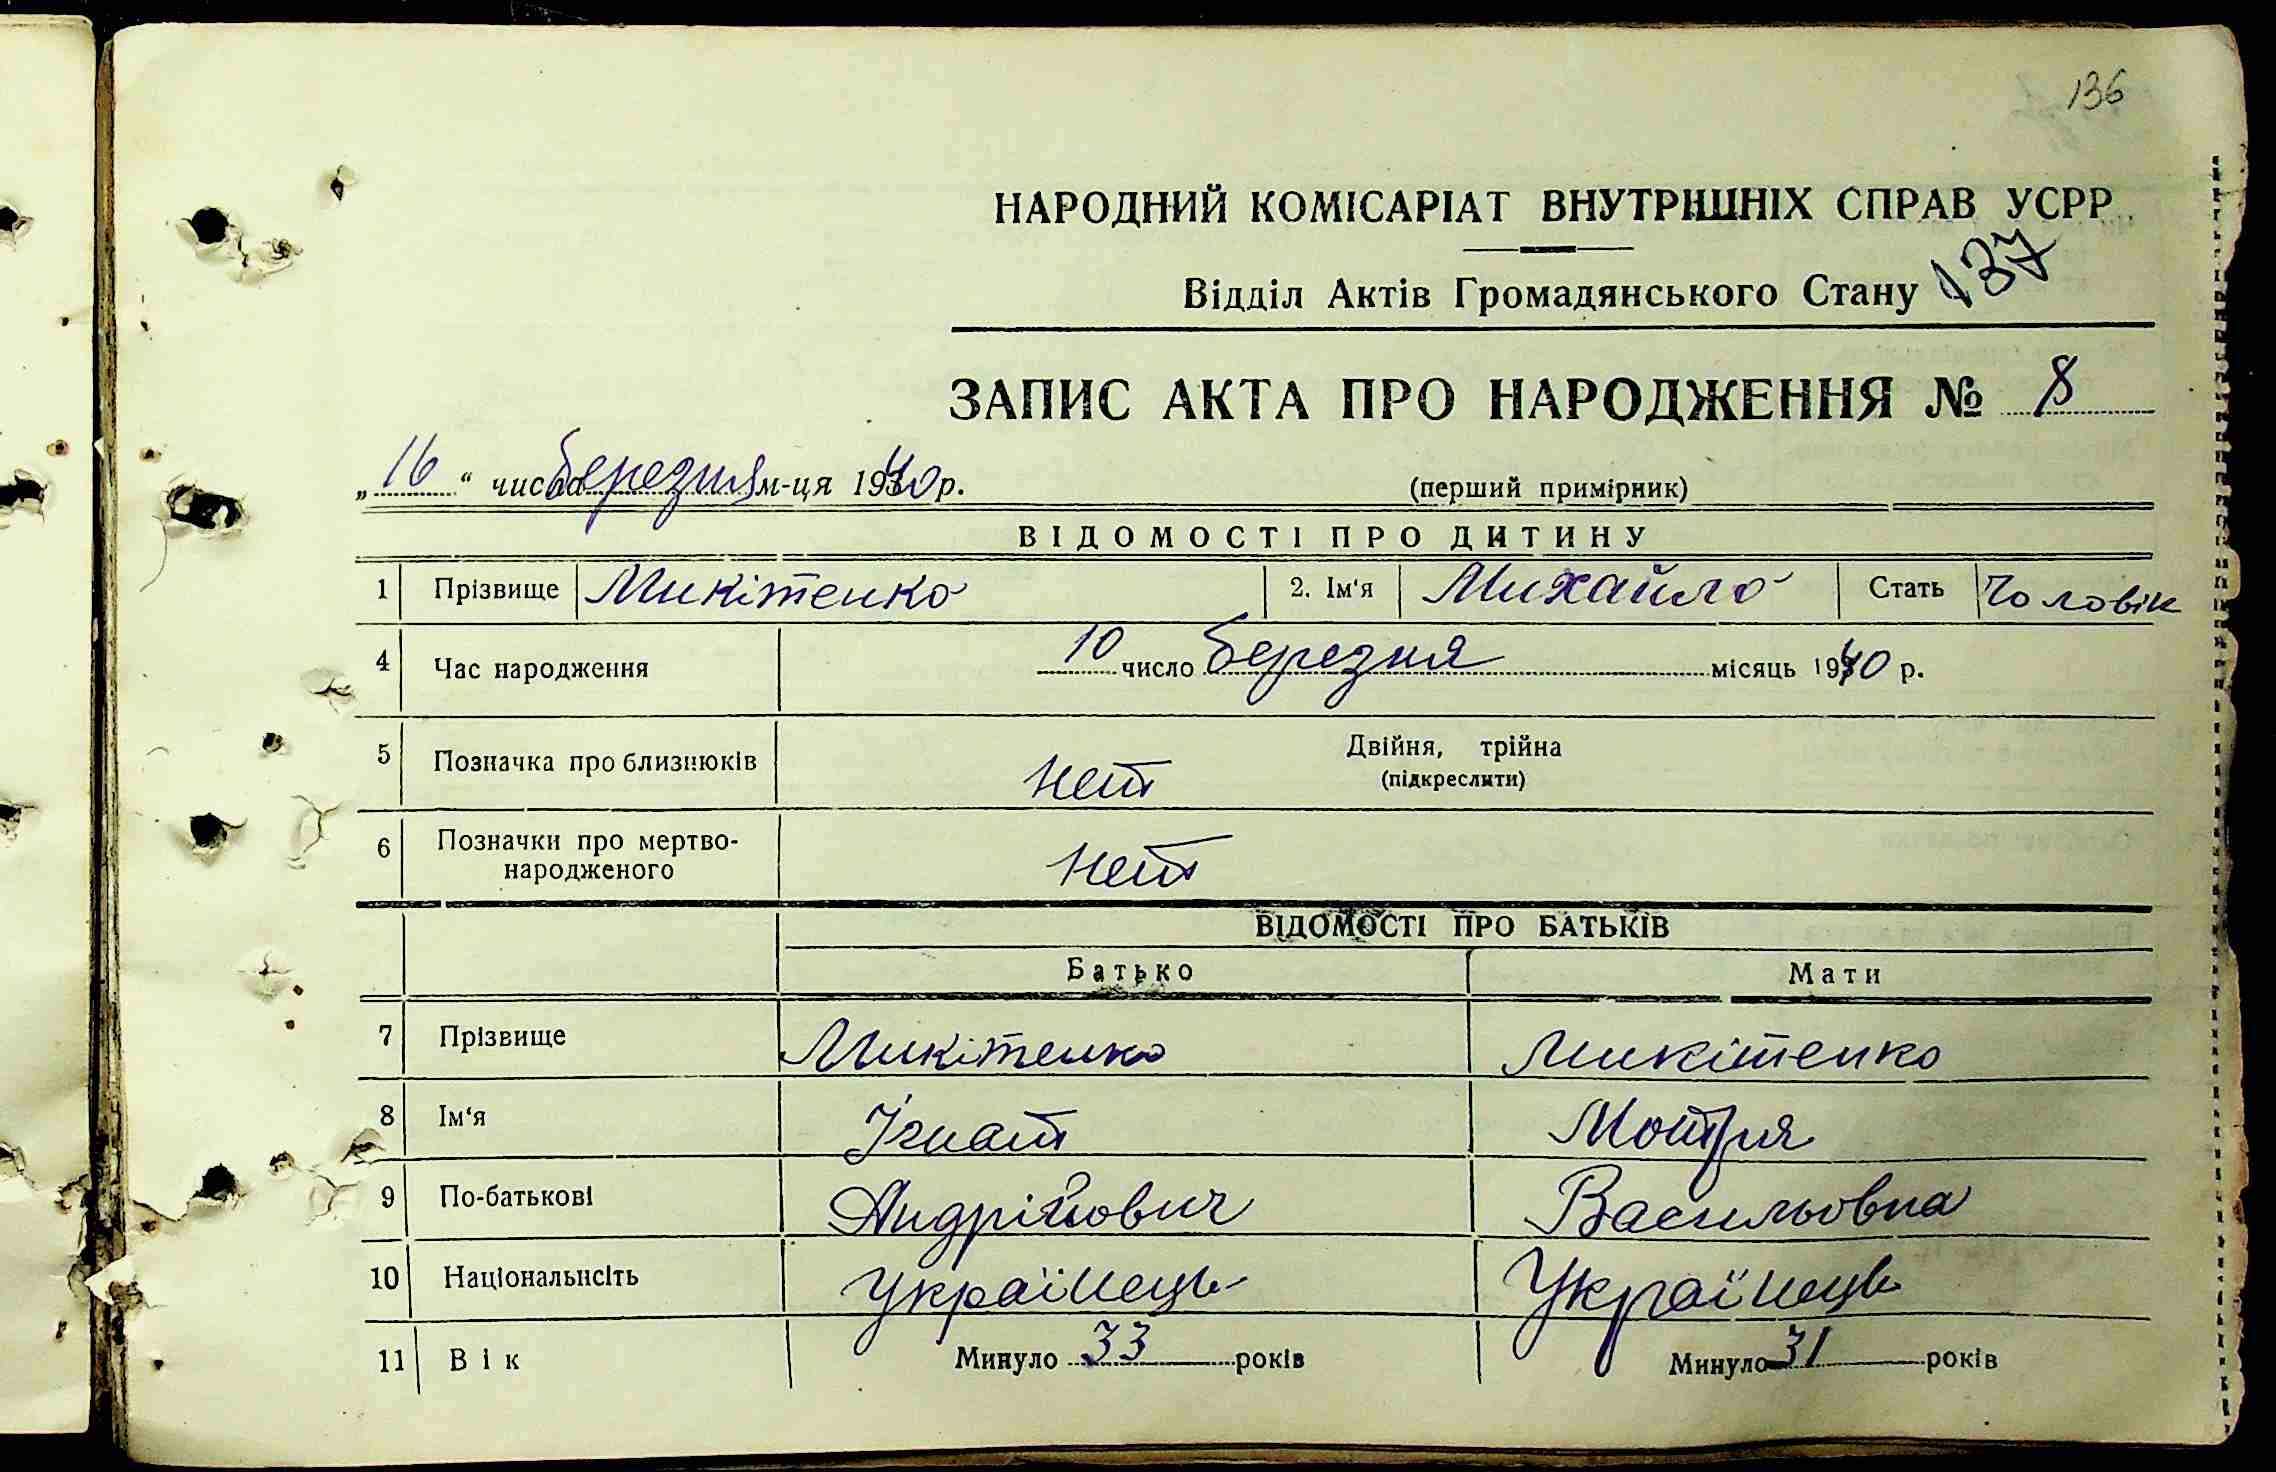 136
НАРОДНИЙ КОМІСАРІАТ ВНУТРІШНІХ СПРАВ УСРР
Відділ Актів Громадянського Стану 137
ЗАПИС АКТА ПРО НАРОДЖЕННЯ № 8
„16“ числа березня м-ця 1940 р. (перший примірник)
ВІДОМОСТІ ПРО ДИТИНУ
1 Прізвище Микітенко 2. Ім'я Михайло Стать Чоловік
4 Час народження 10 число березня місяць 1940 р.
5 Позначка про близнюків нет Двійня, трійна
(підкреслити)
6 Позначки про мертво-
народженого нет
ВІДОМОСТІ ПРО БАТЬКІВ
Батько Мати
7 Прізвище Микітенко Микітенко
8 Ім'я Ігнат Мотря
9 По-батькові Андрійович Васильовна
10 Національнсіть Українець Українець
11 Вік Минуло 33 років Минуло 31 років